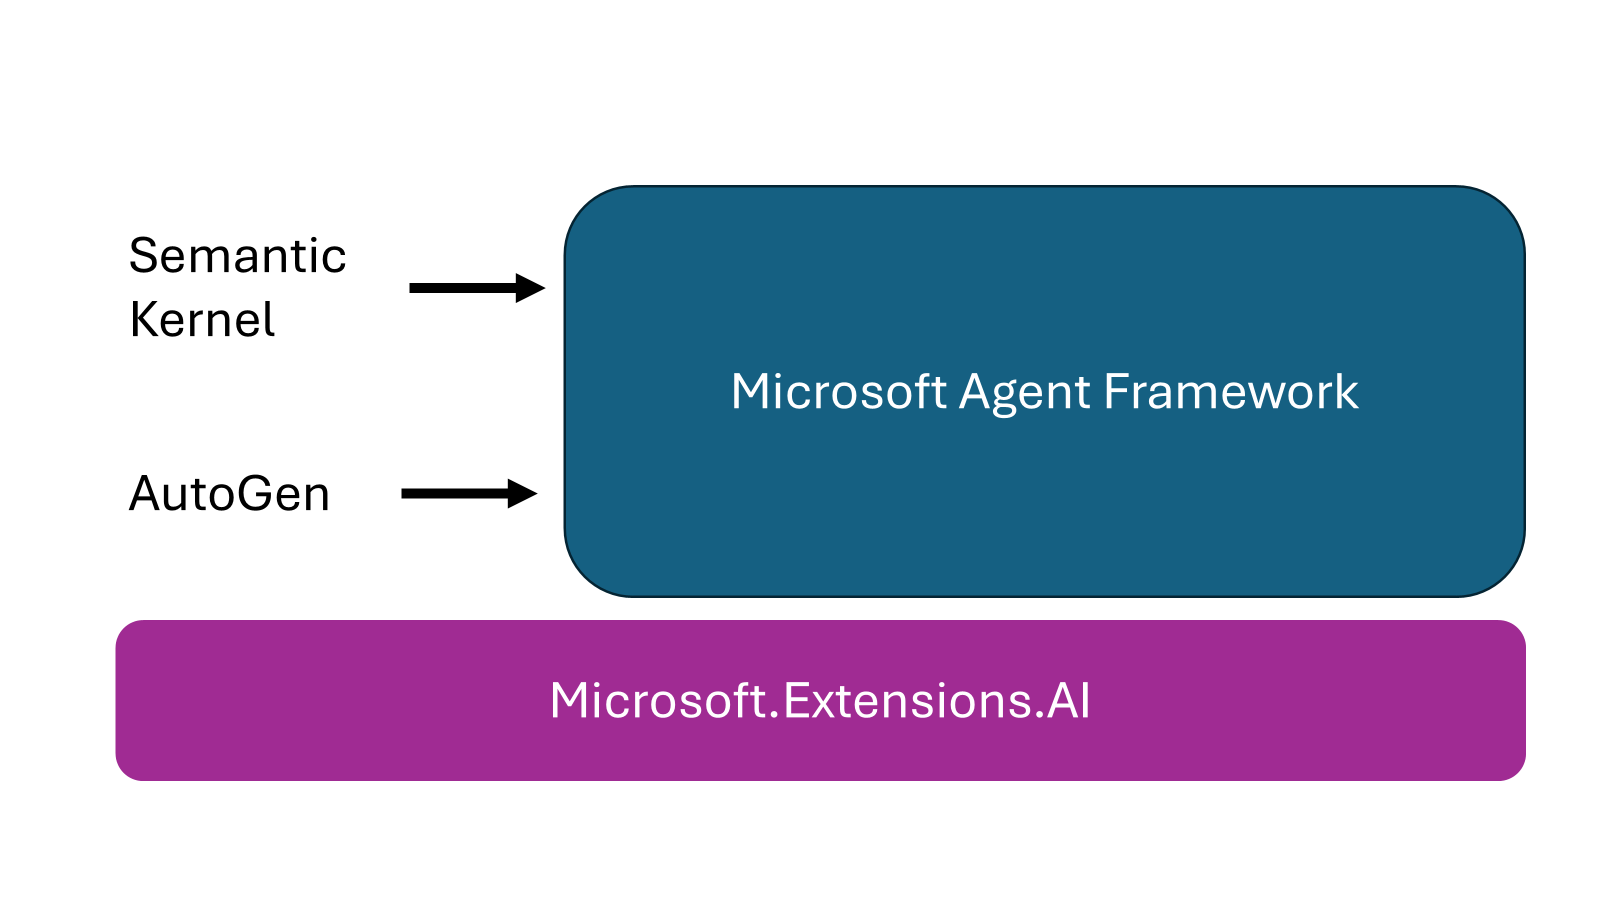 Semantic
Kernel
Microsoft Agent Framework
AutoGen
Microsoft.Extensions.AI